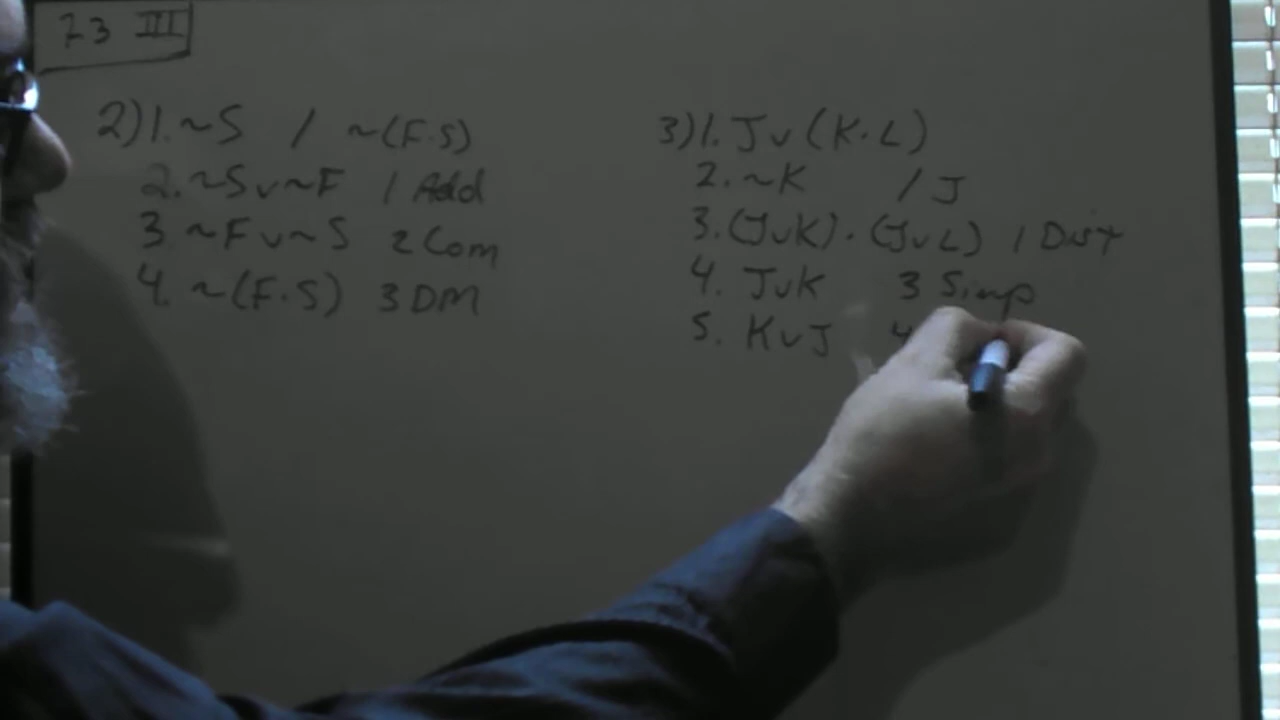 7.3 III
2) 1. ~S / ~(F·S)
2. ~S v ~F 1 Add
3 ~F v ~S 2 Com
4. ~(F·S) 3 DM
3) 1. J v (K·L)
2. ~K / J
3. (J v K) · (J v L) 1 Dist
4. J v K 3 Simp
5. K v J 4